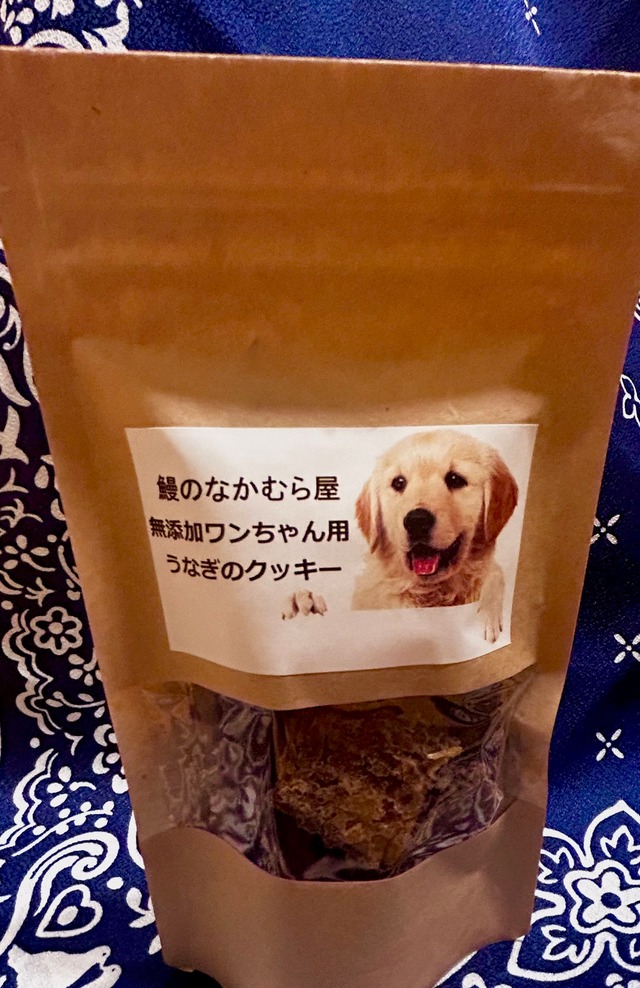 鰻のなかむら屋
無添加ワンちゃん用
うなぎのクッキー